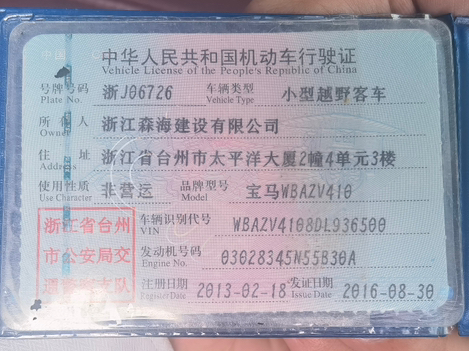 中华人民共和国机动车行驶证
Vehicle License of the People's Republic of China
号牌号码 浙J06726 车辆类型 小型越野客车
Plate No. Vehicle Type
所有人 浙江森海建设有限公司
Owner
住址 浙江省台州市太平洋大厦2幢4单元3楼
Address
使用性质 非营运 品牌型号 宝马WBAZV410
Use Character Model
浙江省台州
市公安局交
车辆识别代号 WBAZV4108DL936500
VIN
发动机号码 03028345N55B30A
Engine No.
注册日期 2013-02-18 发证日期 2016-08-30
Register Date Issue Date